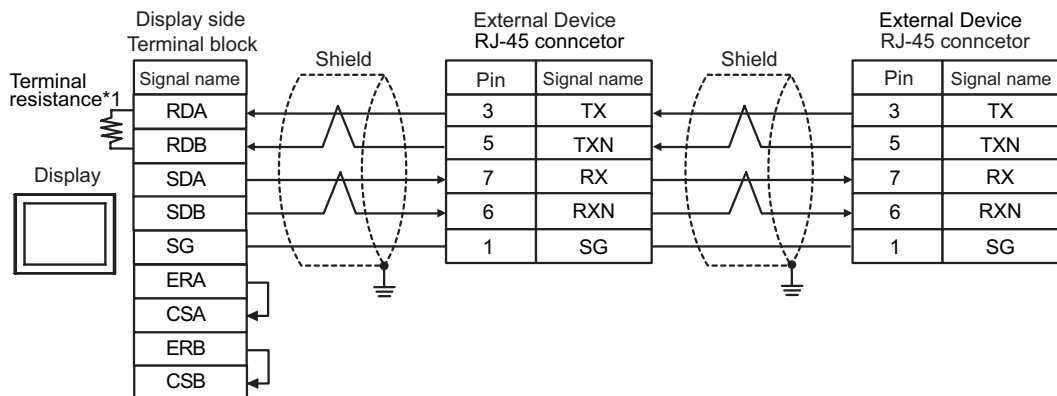 Display side
Terminal block
External Device
RJ-45 conncetor
External Device
RJ-45 conncetor
Terminal
resistance*1
Shield
Shield
Signal name
Pin Signal name
Pin Signal name
RDA 3 TX 3 TX
RDB 5 TXN 5 TXN
Display
SDA 7 RX 7 RX
SDB 6 RXN 6 RXN
SG 1 SG 1 SG
ERA
CSA
ERB
CSB